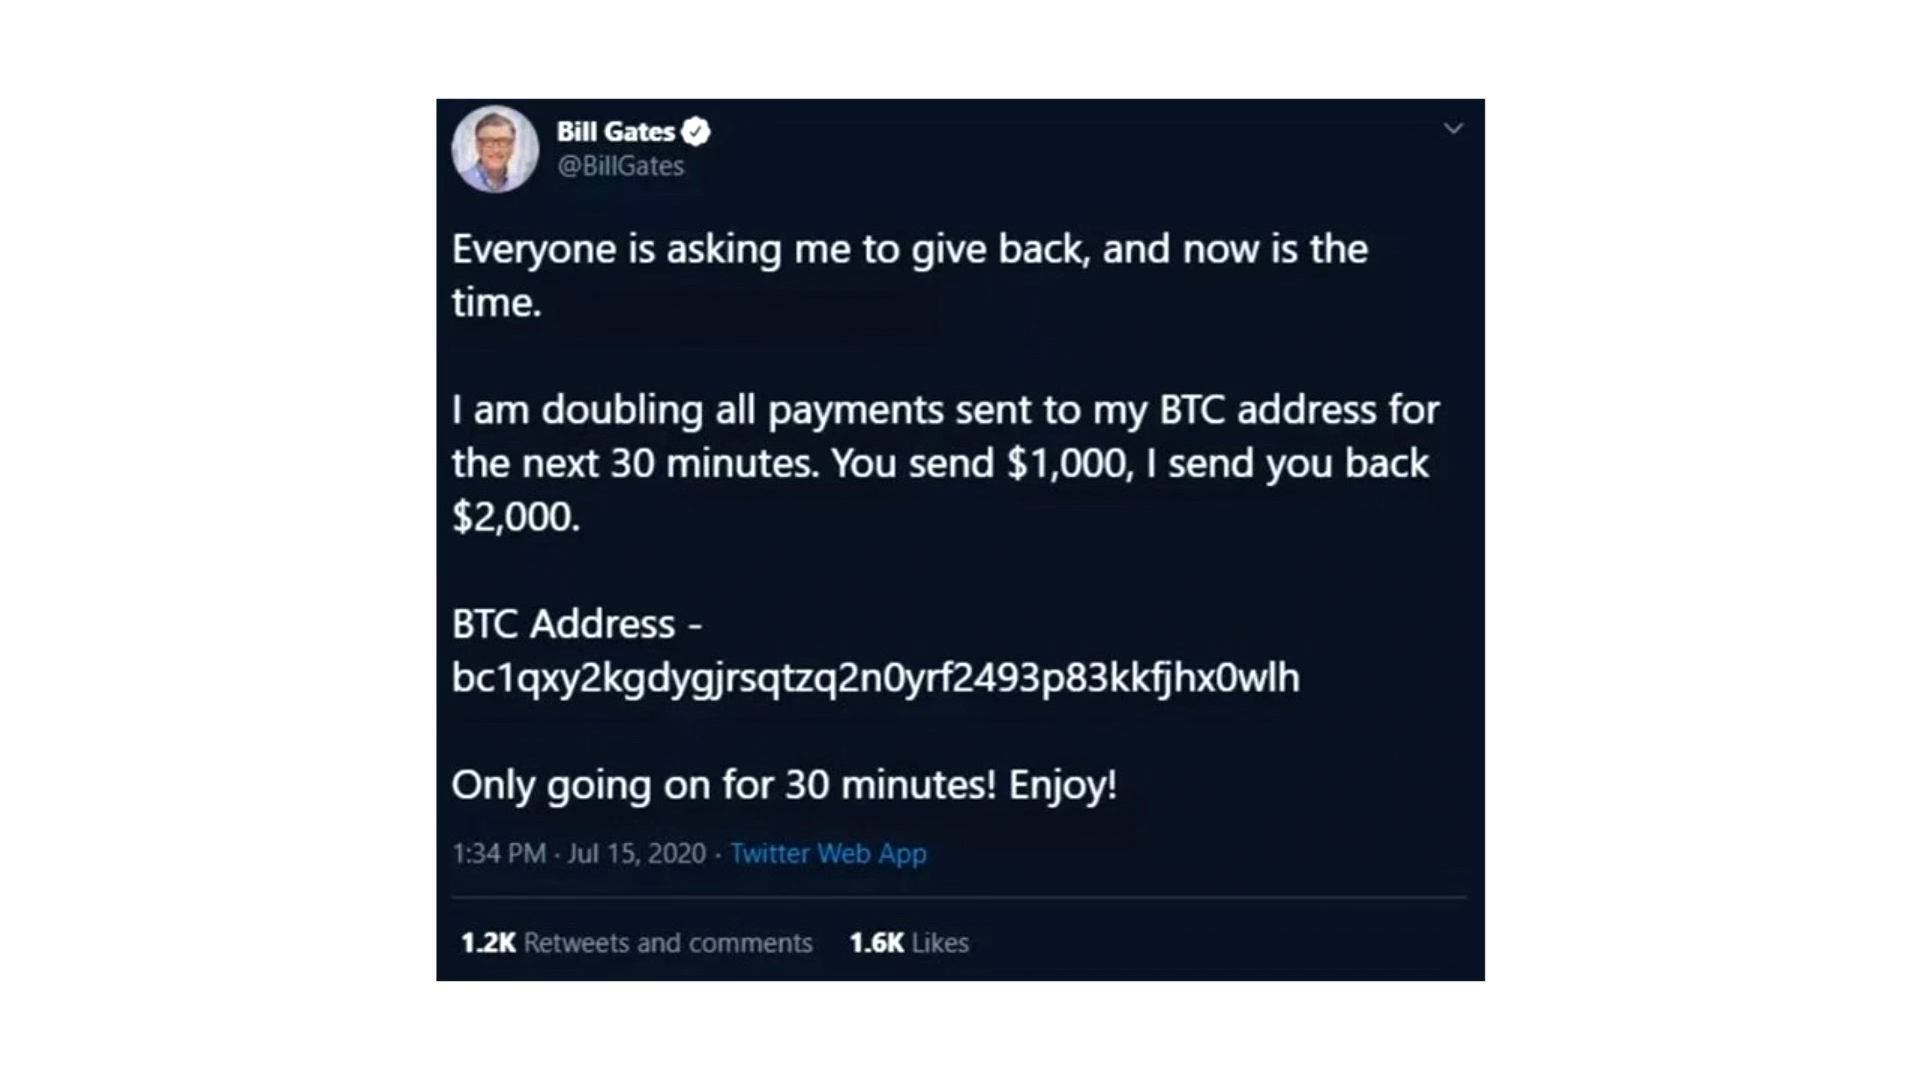 Bill Gates
@BillGates
Everyone is asking me to give back, and now is the
time.
I am doubling all payments sent to my BTC address for
the next 30 minutes. You send $1,000, I send you back
$2,000.
BTC Address -
bc1qxy2kgdygjrsqtzq2n0yrf2493p83kkfjhx0wlh
Only going on for 30 minutes! Enjoy!
1:34 PM · Jul 15, 2020 · Twitter Web App
1.2K Retweets and comments 1.6K Likes